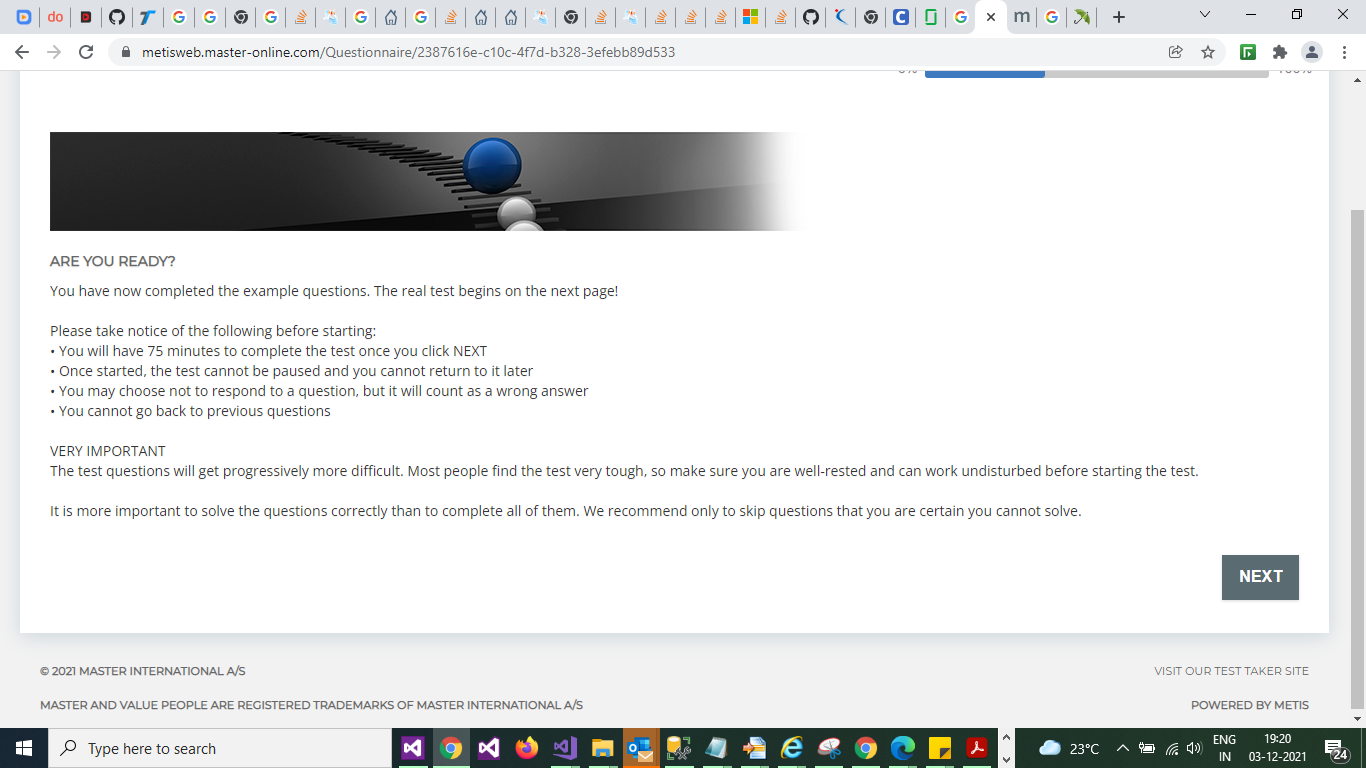 do
metisweb.master-online.com/Questionnaire/2387616e-c10c-4f7d-b328-3efebb89d533
ARE YOU READY?
You have now completed the example questions. The real test begins on the next page!
Please take notice of the following before starting:
• You will have 75 minutes to complete the test once you click NEXT
• Once started, the test cannot be paused and you cannot return to it later
• You may choose not to respond to a question, but it will count as a wrong answer
• You cannot go back to previous questions
VERY IMPORTANT
The test questions will get progressively more difficult. Most people find the test very tough, so make sure you are well-rested and can work undisturbed before starting the test.
It is more important to solve the questions correctly than to complete all of them. We recommend only to skip questions that you are certain you cannot solve.
NEXT
© 2021 MASTER INTERNATIONAL A/S
VISIT OUR TEST TAKER SITE
MASTER AND VALUE PEOPLE ARE REGISTERED TRADEMARKS OF MASTER INTERNATIONAL A/S
POWERED BY METIS
Type here to search
23°C
ENG
IN
19:20
03-12-2021
24